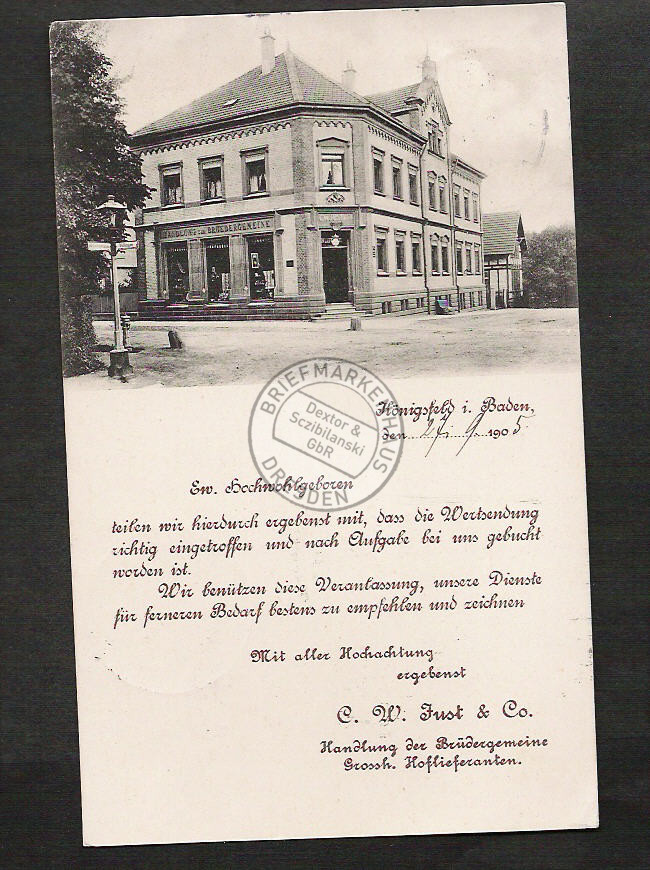 HANDLUNG DER BRÜDERGEMEINE
BRIEFMARKENHAUS
Dextor &
Sczibilanski
GbR
DRESDEN
Königsfeld i. Baden,
den 27. 9. 1905
Ew. Hochwohlgeboren
teilen wir hierdurch ergebenst mit, dass die Wertsendung
richtig eingetroffen und nach Aufgabe bei uns gebucht
worden ist.
Wir benützen diese Veranlassung, unsere Dienste
für ferneren Bedarf bestens zu empfehlen und zeichnen
Mit aller Hochachtung
ergebenst
C. W. Just & Co.
Handlung der Brüdergemeine
Grossh. Hoflieferanten.